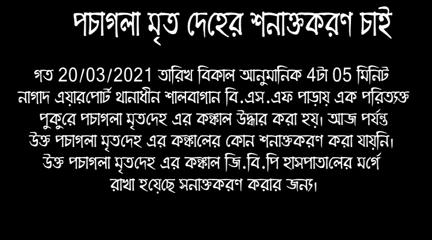 পচাগলা মৃত দেহের শনাক্তকরণ চাই
গত 20/03/2021 তারিখ বিকাল আনুমানিক 4টা 05 মিনিট
নাগাদ এয়ারপোর্ট থানাধীন শালবাগান বি.এস.এফ পাড়ায় এক পরিত্যক্ত
পুকুরে পচাগলা মৃতদেহ এর কঙ্কাল উদ্ধার করা হয়। আজ পর্যন্ত
উক্ত পচাগলা মৃতদেহ এর কঙ্কালের কোন শনাক্তকরণ করা যায়নি।
উক্ত পচাগলা মৃতদেহ এর কঙ্কাল জি.বি.পি হাসপাতালের মর্গে
রাখা হয়েছে সনাক্তকরণ করার জন্য।